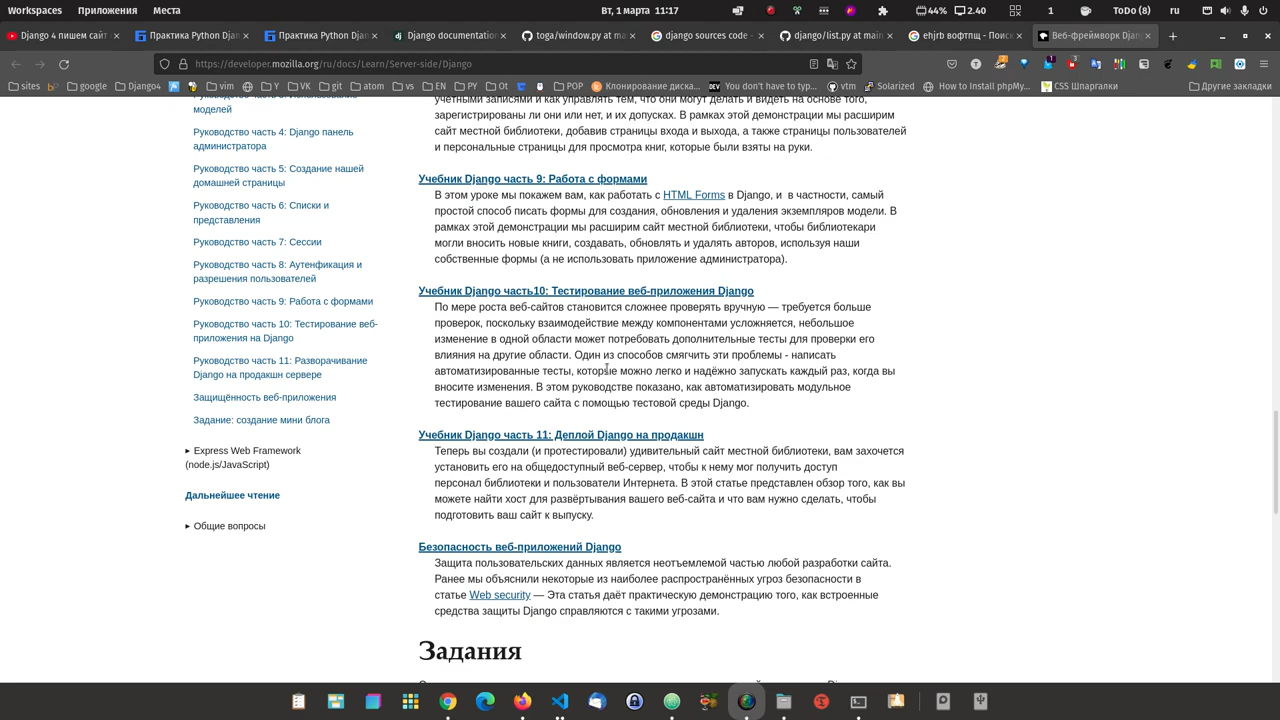 Workspaces Приложения Места
Вт, 1 марта 11:17
64% 2.40 1 ToDO (8) ru
Django 4 пишем сайт
Практика Python Djan
Практика Python Djan
Django documentation
toga/window.py at ma
django sources code -
django/list.py at main
ehjrb вофтпщ - Поиск
Веб-фреймворк Djang
https://developer.mozilla.org/ru/docs/Learn/Server-side/Django
sites b google Django4 vim Y VK git atom vs EN PY Ot POP Клонирование диска... You don't have to typ... vtm Solarized How to Install phpMy... CSS Шпаргалки Другие закладки
моделей
Руководство часть 4: Django панель
администратора
Руководство часть 5: Создание нашей
домашней страницы
Руководство часть 6: Списки и
представления
Руководство часть 7: Сессии
Руководство часть 8: Аутенфикация и
разрешения пользователей
Руководство часть 9: Работа с формами
Руководство часть 10: Тестирование веб-
приложения на Django
Руководство часть 11: Разворачивание
Django на продакшн сервере
Защищённость веб-приложения
Задание: создание мини блога
▸ Express Web Framework
(node.js/JavaScript)
Дальнейшее чтение
▸ Общие вопросы
учетными записями и как управлять тем, что они могут делать и видеть на основе того,
зарегистрированы ли они или нет, и их допусках. В рамках этой демонстрации мы расширим
сайт местной библиотеки, добавив страницы входа и выхода, а также страницы пользователей
и персональные страницы для просмотра книг, которые были взяты на руки.
Учебник Django часть 9: Работа с формами
В этом уроке мы покажем вам, как работать с HTML Forms в Django, и в частности, самый
простой способ писать формы для создания, обновления и удаления экземпляров модели. В
рамках этой демонстрации мы расширим сайт местной библиотеки, чтобы библиотекари
могли вносить новые книги, создавать, обновлять и удалять авторов, используя наши
собственные формы (а не использовать приложение администратора).
Учебник Django часть10: Тестирование веб-приложения Django
По мере роста веб-сайтов становится сложнее проверять вручную — требуется больше
проверок, поскольку взаимодействие между компонентами усложняется, небольшое
изменение в одной области может потребовать дополнительные тесты для проверки его
влияния на другие области. Один из способов смягчить эти проблемы - написать
автоматизированные тесты, которые можно легко и надёжно запускать каждый раз, когда вы
вносите изменения. В этом руководстве показано, как автоматизировать модульное
тестирование вашего сайта с помощью тестовой среды Django.
Учебник Django часть 11: Деплой Django на продакшн
Теперь вы создали (и протестировали) удивительный сайт местной библиотеки, вам захочется
установить его на общедоступный веб-сервер, чтобы к нему мог получить доступ
персонал библиотеки и пользователи Интернета. В этой статье представлен обзор того, как вы
можете найти хост для развёртывания вашего веб-сайта и что вам нужно сделать, чтобы
подготовить ваш сайт к выпуску.
Безопасность веб-приложений Django
Защита пользовательских данных является неотъемлемой частью любой разработки сайта.
Ранее мы объяснили некоторые из наиболее распространённых угроз безопасности в
статье Web security — Эта статья даёт практическую демонстрацию того, как встроенные
средства защиты Django справляются с такими угрозами.
Задания